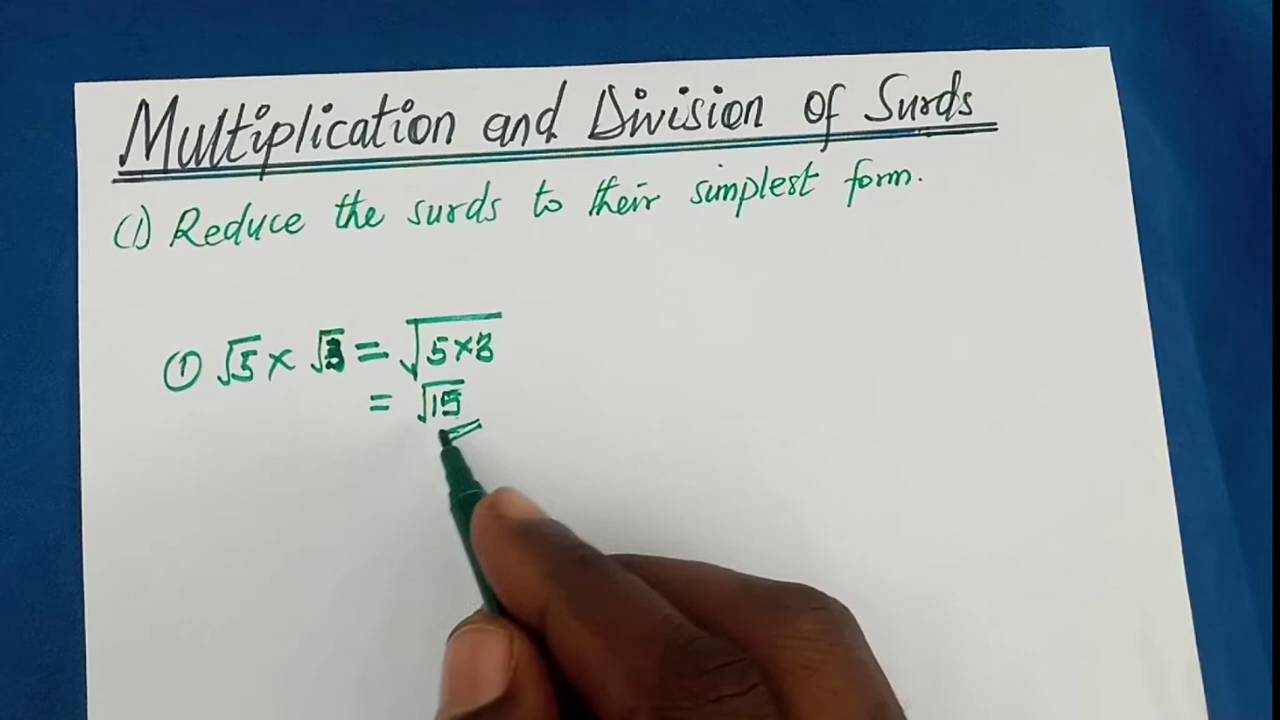 Multiplication and Division of Surds
(1) Reduce the surds to their simplest form.
① √5 × √3 = √5×3
= √15